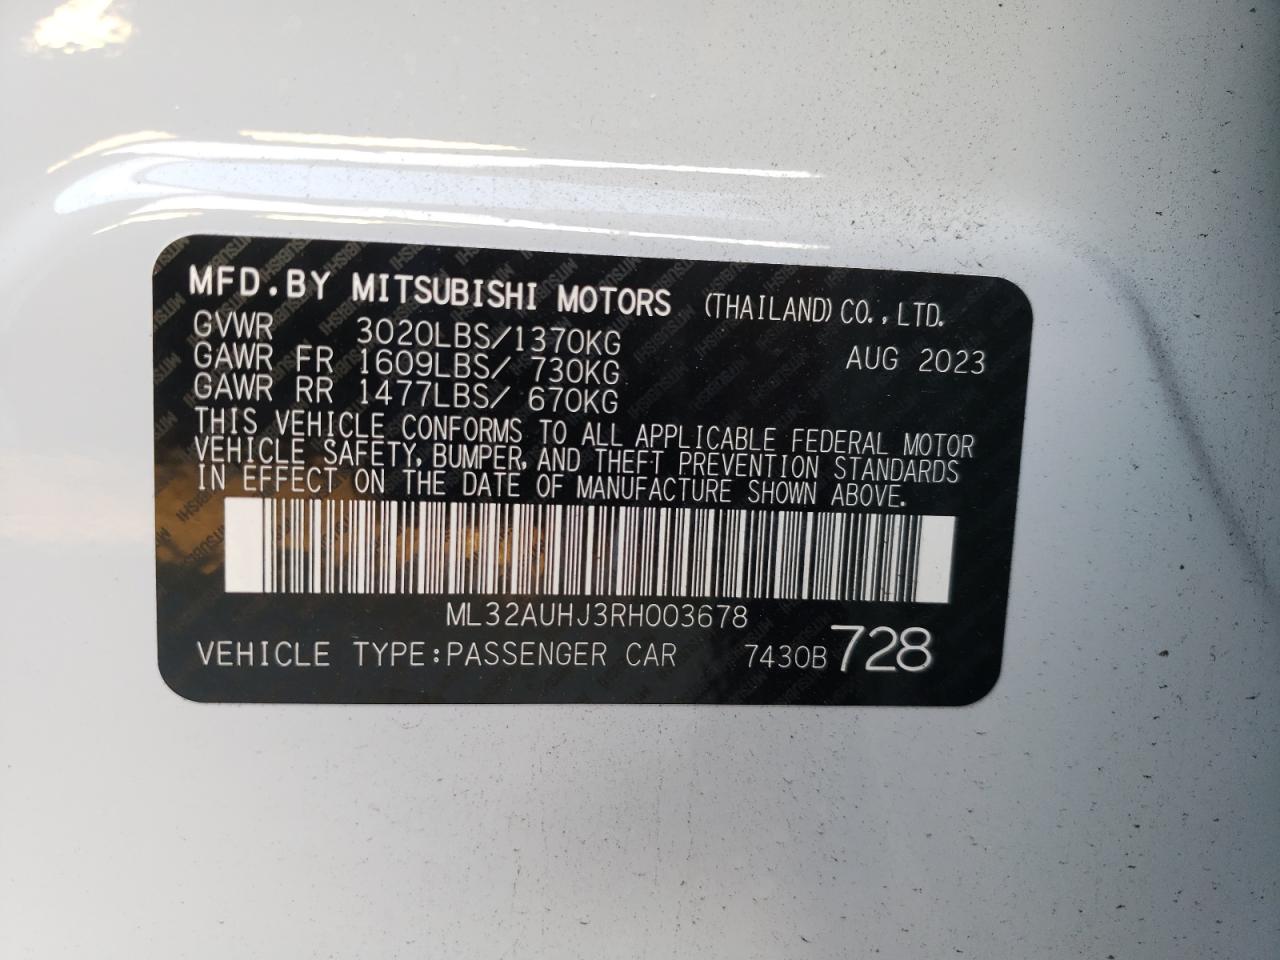 MFD.BY MITSUBISHI MOTORS (THAILAND) CO., LTD.
GVWR 3020LBS/1370KG
AUG 2023
GAWR FR 1609LBS/ 730KG
GAWR RR 1477LBS/ 670KG
THIS VEHICLE CONFORMS TO ALL APPLICABLE FEDERAL MOTOR
VEHICLE SAFETY, BUMPER, AND THEFT PREVENTION STANDARDS
IN EFFECT ON THE DATE OF MANUFACTURE SHOWN ABOVE.
ML32AUHJ3RH003678
VEHICLE TYPE:PASSENGER CAR 7430B 728